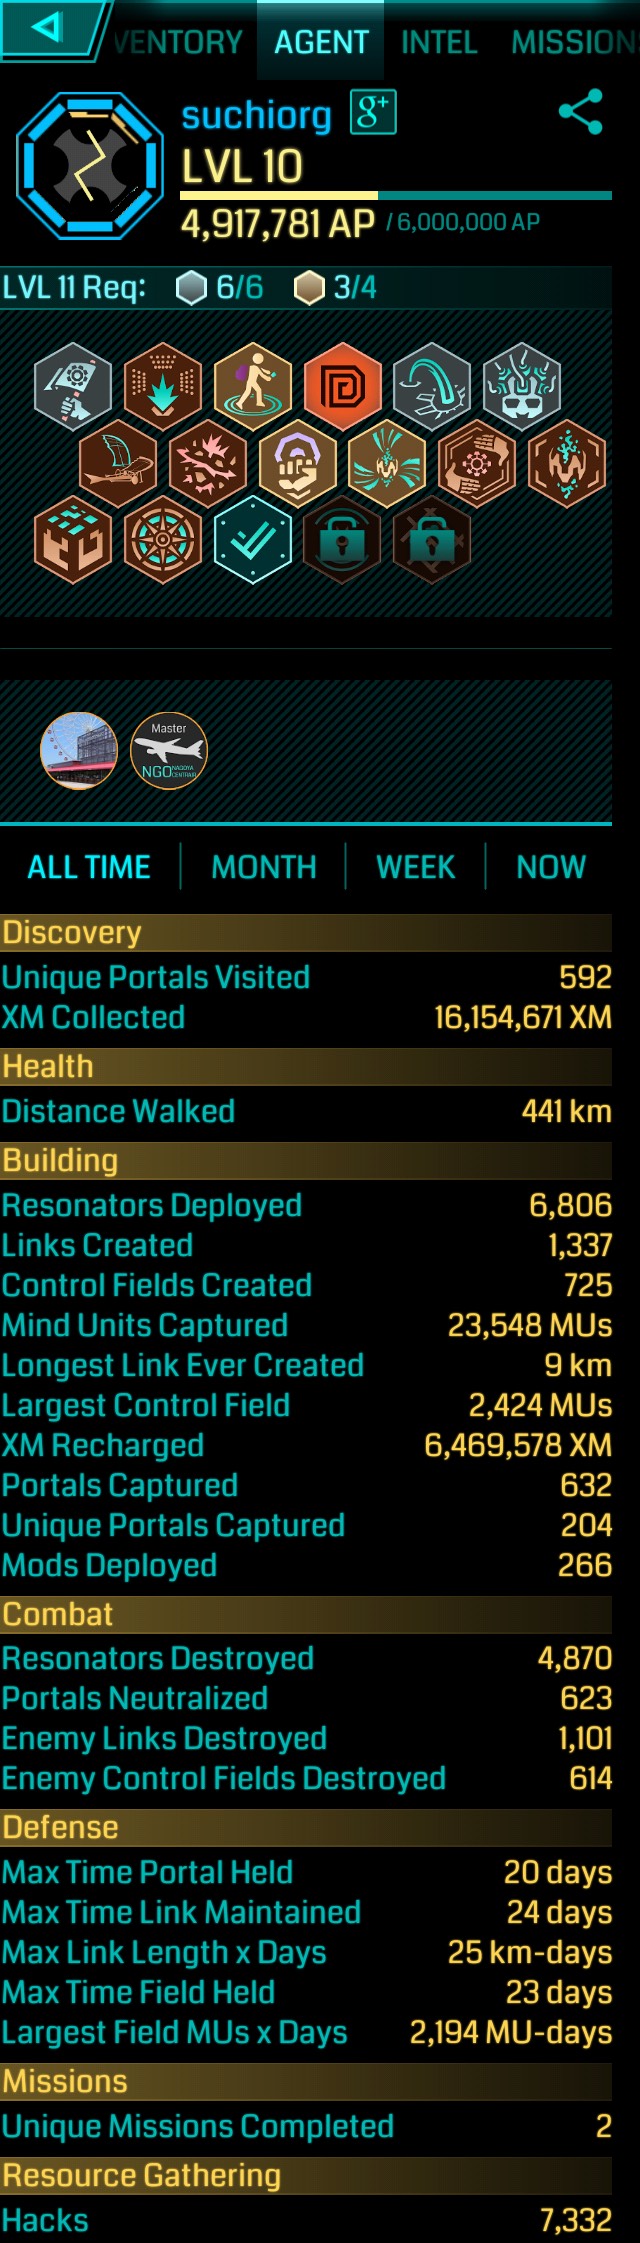 VENTORY AGENT INTEL MISSION
suchiorg g+
LVL 10
4,917,781 AP / 6,000,000 AP
LVL 11 Req: 6/6 3/4
Master
NGO NAGOYA CENTRAIR
ALL TIME MONTH WEEK NOW
Discovery
Unique Portals Visited 592
XM Collected 16,154,671 XM
Health
Distance Walked 441 km
Building
Resonators Deployed 6,806
Links Created 1,337
Control Fields Created 725
Mind Units Captured 23,548 MUs
Longest Link Ever Created 9 km
Largest Control Field 2,424 MUs
XM Recharged 6,469,578 XM
Portals Captured 632
Unique Portals Captured 204
Mods Deployed 266
Combat
Resonators Destroyed 4,870
Portals Neutralized 623
Enemy Links Destroyed 1,101
Enemy Control Fields Destroyed 614
Defense
Max Time Portal Held 20 days
Max Time Link Maintained 24 days
Max Link Length x Days 25 km-days
Max Time Field Held 23 days
Largest Field MUs x Days 2,194 MU-days
Missions
Unique Missions Completed 2
Resource Gathering
Hacks 7,332